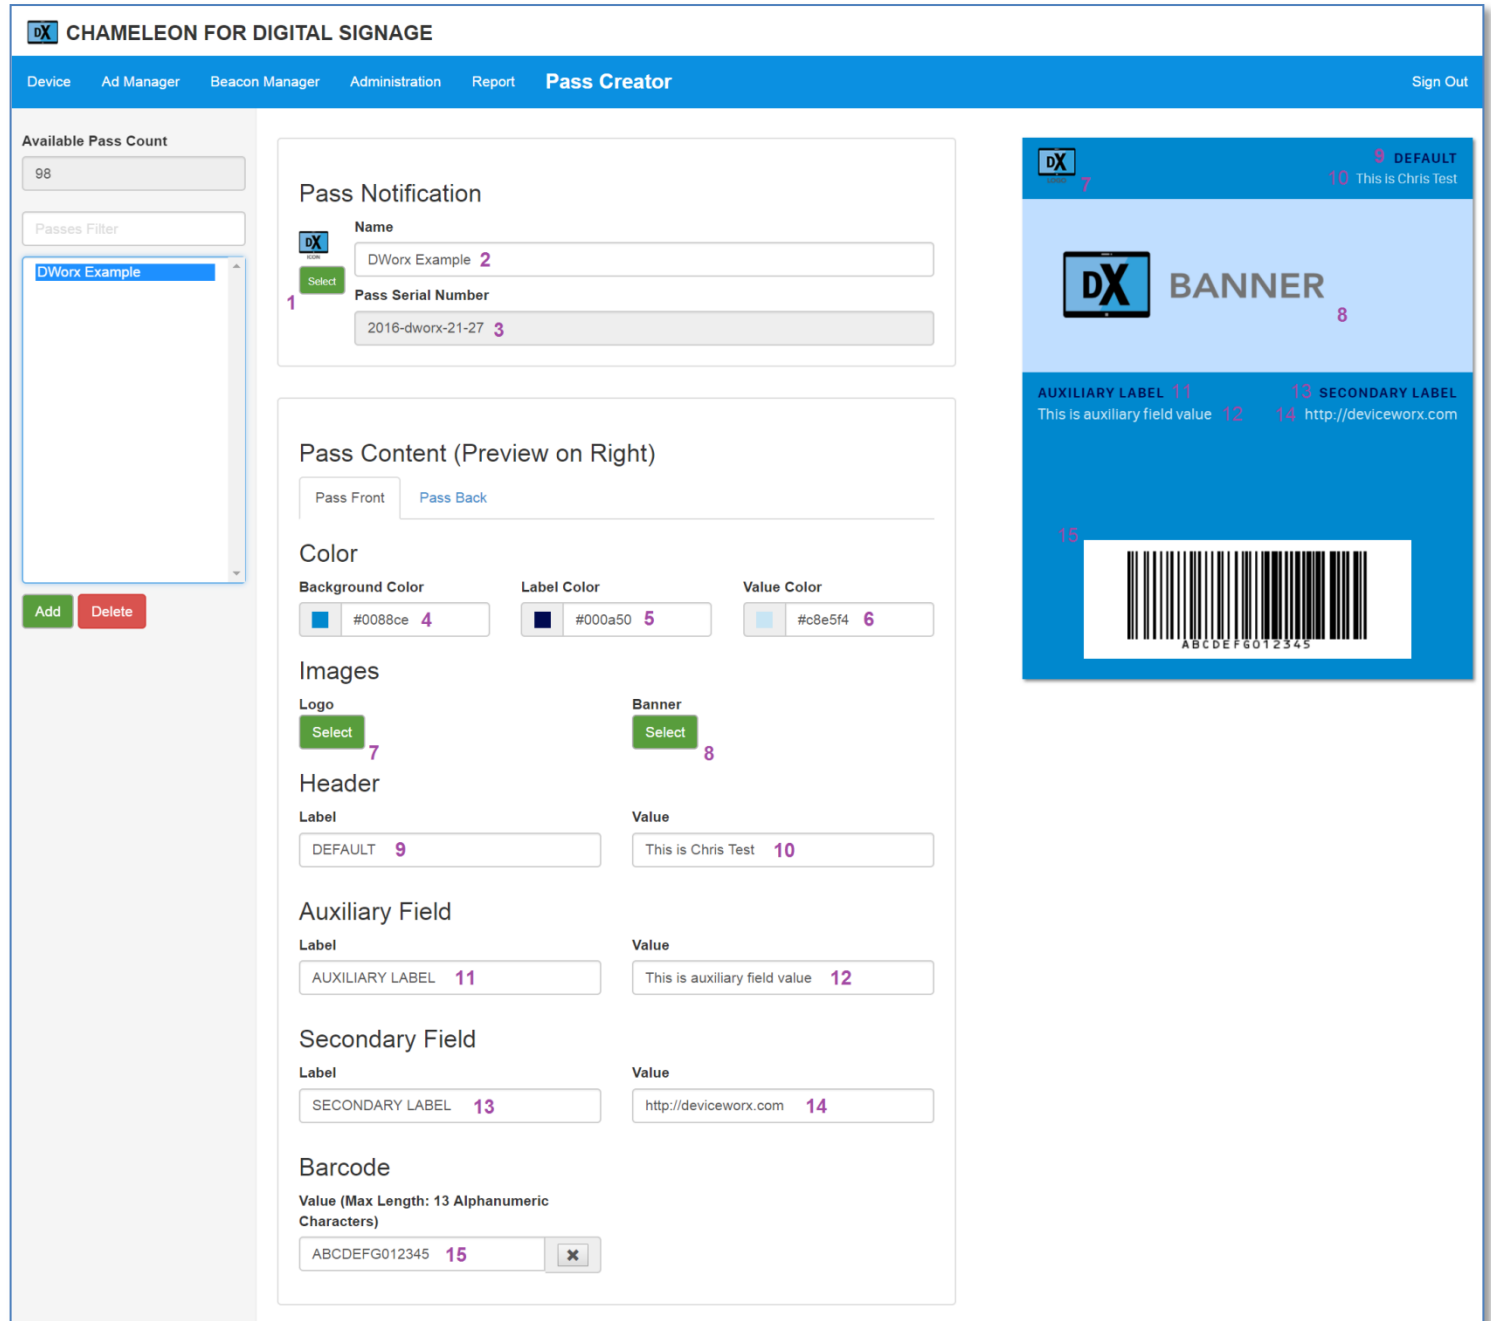 DX CHAMELEON FOR DIGITAL SIGNAGE
Device Ad Manager Beacon Manager Administration Report Pass Creator Sign Out
Available Pass Count
98
Passes Filter
DWorx Example
Add Delete
Pass Notification
DX
ICON
Select
1
Name
DWorx Example 2
Pass Serial Number
2016-dworx-21-27 3
Pass Content (Preview on Right)
Pass Front Pass Back
Color
Background Color Label Color Value Color
#0088ce 4 #000a50 5 #c8e5f4 6
Images
Logo Banner
Select 7 Select 8
Header
Label Value
DEFAULT 9 This is Chris Test 10
Auxiliary Field
Label Value
AUXILIARY LABEL 11 This is auxiliary field value 12
Secondary Field
Label Value
SECONDARY LABEL 13 http://deviceworx.com 14
Barcode
Value (Max Length: 13 Alphanumeric
Characters)
ABCDEFG012345 15
DX
LOGO
7
9 DEFAULT
10 This is Chris Test
DX BANNER
8
AUXILIARY LABEL 11 13 SECONDARY LABEL
This is auxiliary field value 12 14 http://deviceworx.com
15
ABCDEFG012345